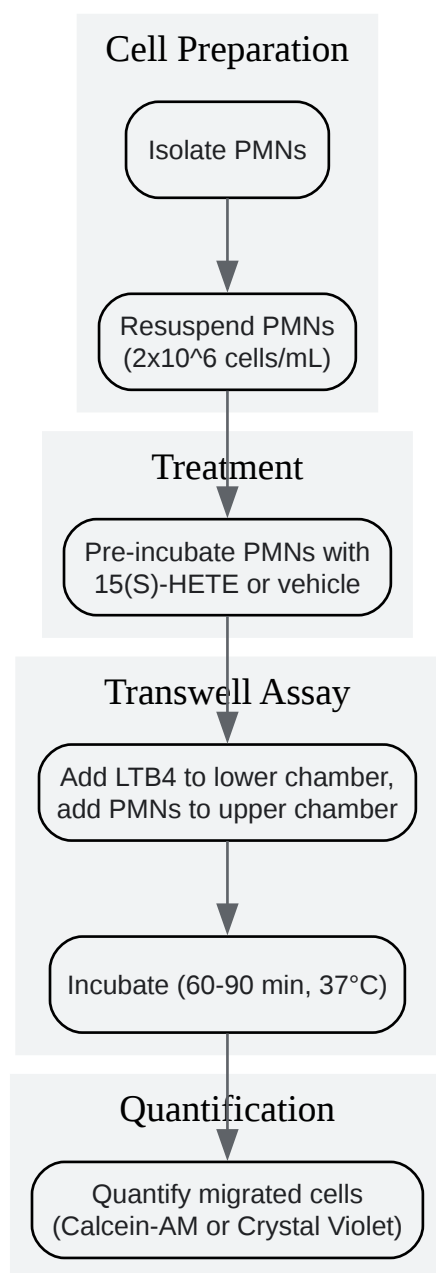 Cell Preparation
Isolate PMNs
Resuspend PMNs
(2x10^6 cells/mL)
Treatment
Pre-incubate PMNs with
15(S)-HETE or vehicle
Transwell Assay
Add LTB4 to lower chamber,
add PMNs to upper chamber
Incubate (60-90 min, 37°C)
Quantification
Quantify migrated cells
(Calcein-AM or Crystal Violet)